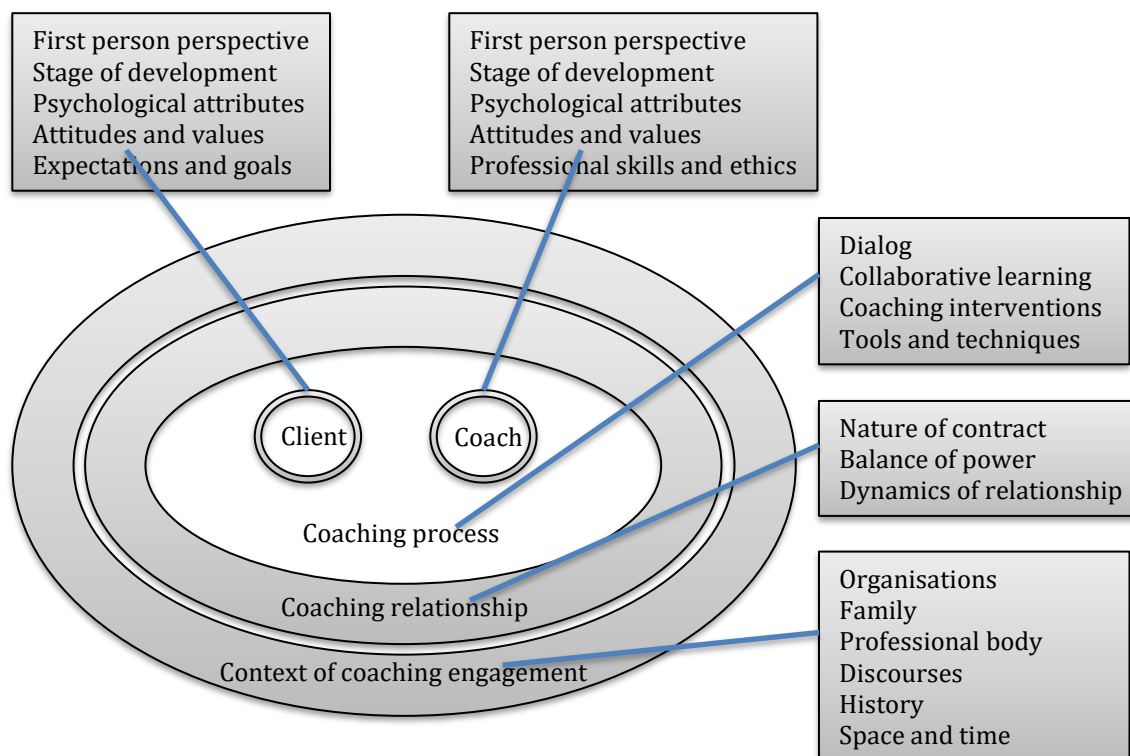 First person perspective
Stage of development
Psychological attributes
Attitudes and values
Expectations and goals
First person perspective
Stage of development
Psychological attributes
Attitudes and values
Professional skills and ethics
Dialog
Collaborative learning
Coaching interventions
Tools and techniques
Client
Coach
Nature of contract
Balance of power
Dynamics of relationship
Coaching process
Coaching relationship
Context of coaching engagement
Organisations
Family
Professional body
Discourses
History
Space and time